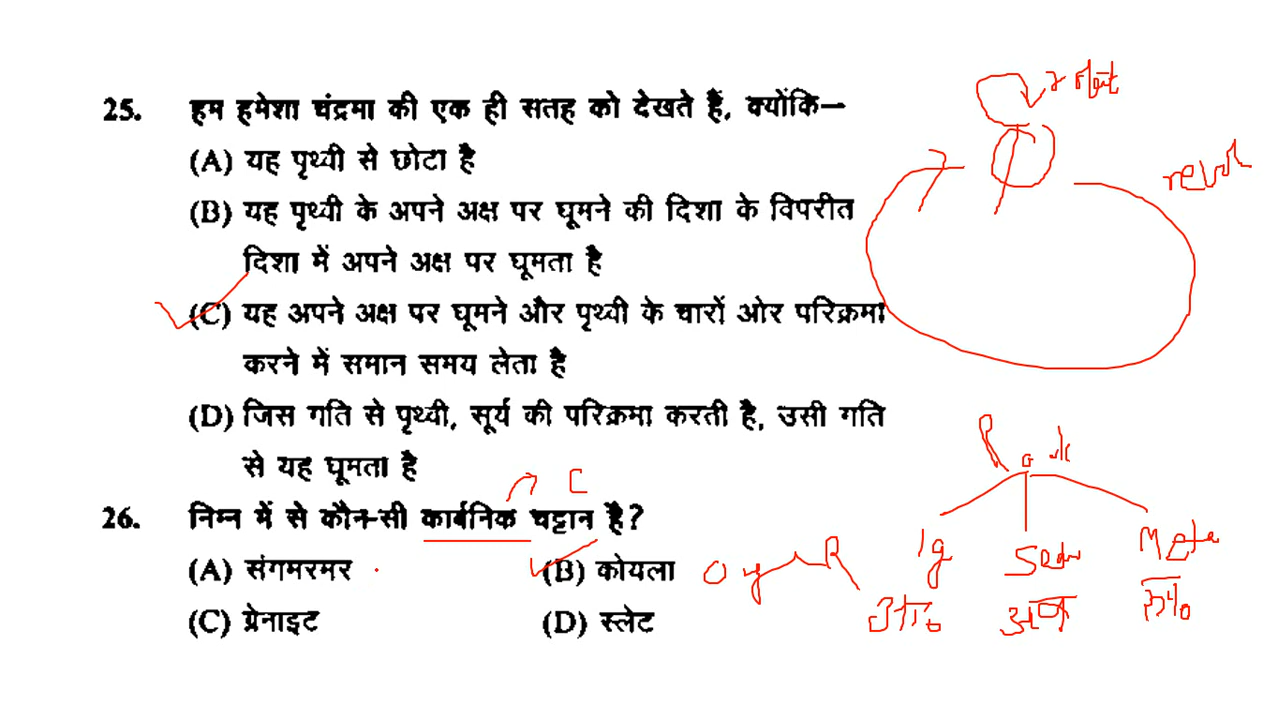 25. हम हमेशा चंद्रमा की एक ही सतह को देखते हैं, क्योंकि—
(A) यह पृथ्वी से छोटा है
(B) यह पृथ्वी के अपने अक्ष पर घूमने की दिशा के विपरीत
दिशा में अपने अक्ष पर घूमता है
(C) यह अपने अक्ष पर घूमने और पृथ्वी के चारों ओर परिक्रमा
करने में समान समय लेता है
(D) जिस गति से पृथ्वी, सूर्य की परिक्रमा करती है, उसी गति
से यह घूमता है
C
26. निम्न में से कौन-सी कार्बनिक चट्टान है?
(A) संगमरमर (B) कोयला
(C) ग्रेनाइट (D) स्लेट
Ig
Meta